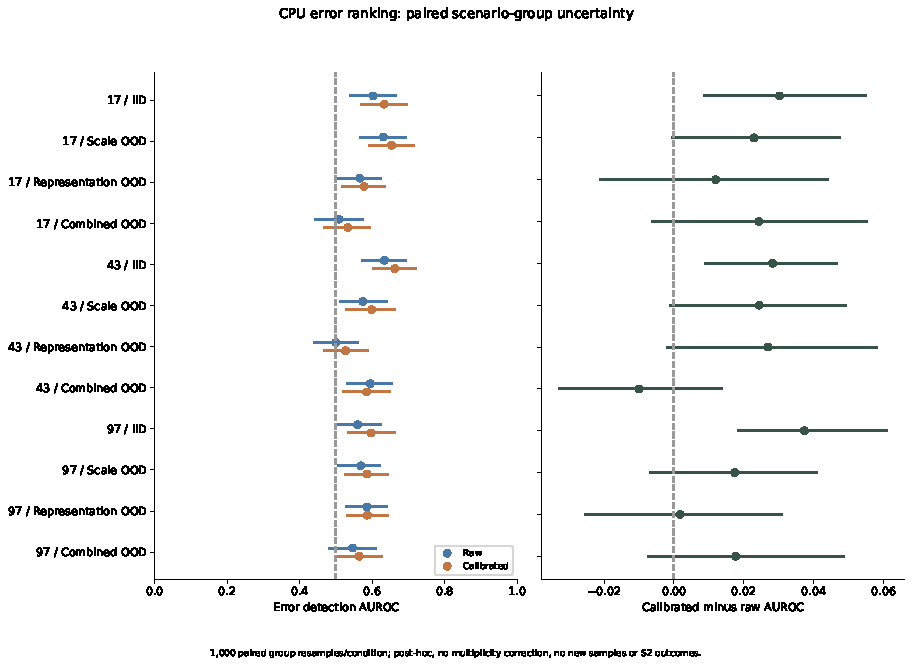 CPU error ranking: paired scenario-group uncertainty
17 / IID
17 / Scale OOD
17 / Representation OOD
17 / Combined OOD
43 / IID
43 / Scale OOD
43 / Representation OOD
43 / Combined OOD
97 / IID
97 / Scale OOD
97 / Representation OOD
97 / Combined OOD
Raw
Calibrated
0.0 0.2 0.4 0.6 0.8 1.0
Error detection AUROC
−0.02 0.00 0.02 0.04 0.06
Calibrated minus raw AUROC
1,000 paired group resamples/condition; post-hoc, no multiplicity correction, no new samples or S2 outcomes.